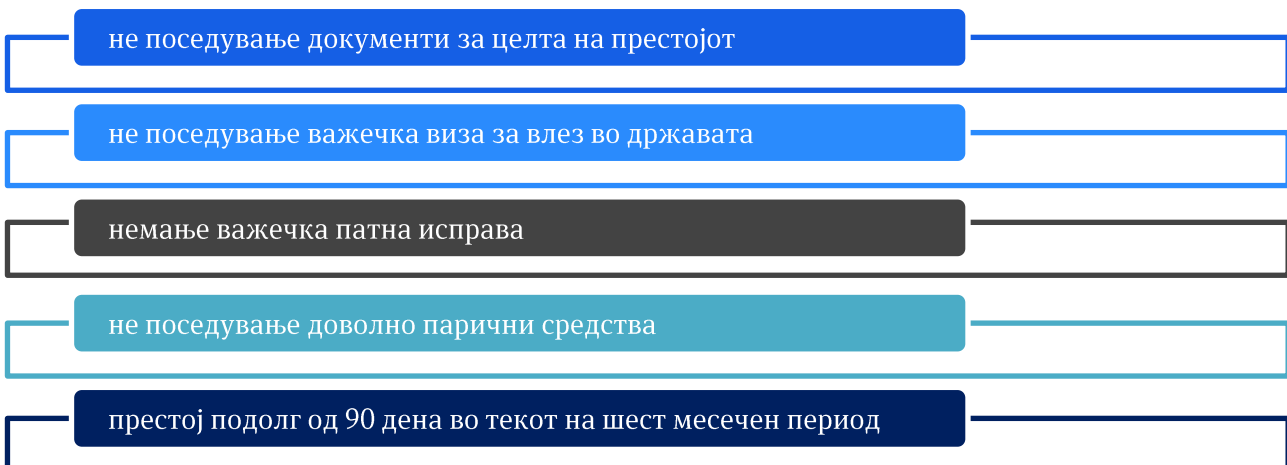 не поседување документи за целта на престојот
не поседување важечка виза за влез во државата
немање важечка патна исправа
не поседување доволно парични средства
престој подолг од 90 дена во текот на шест месечен период